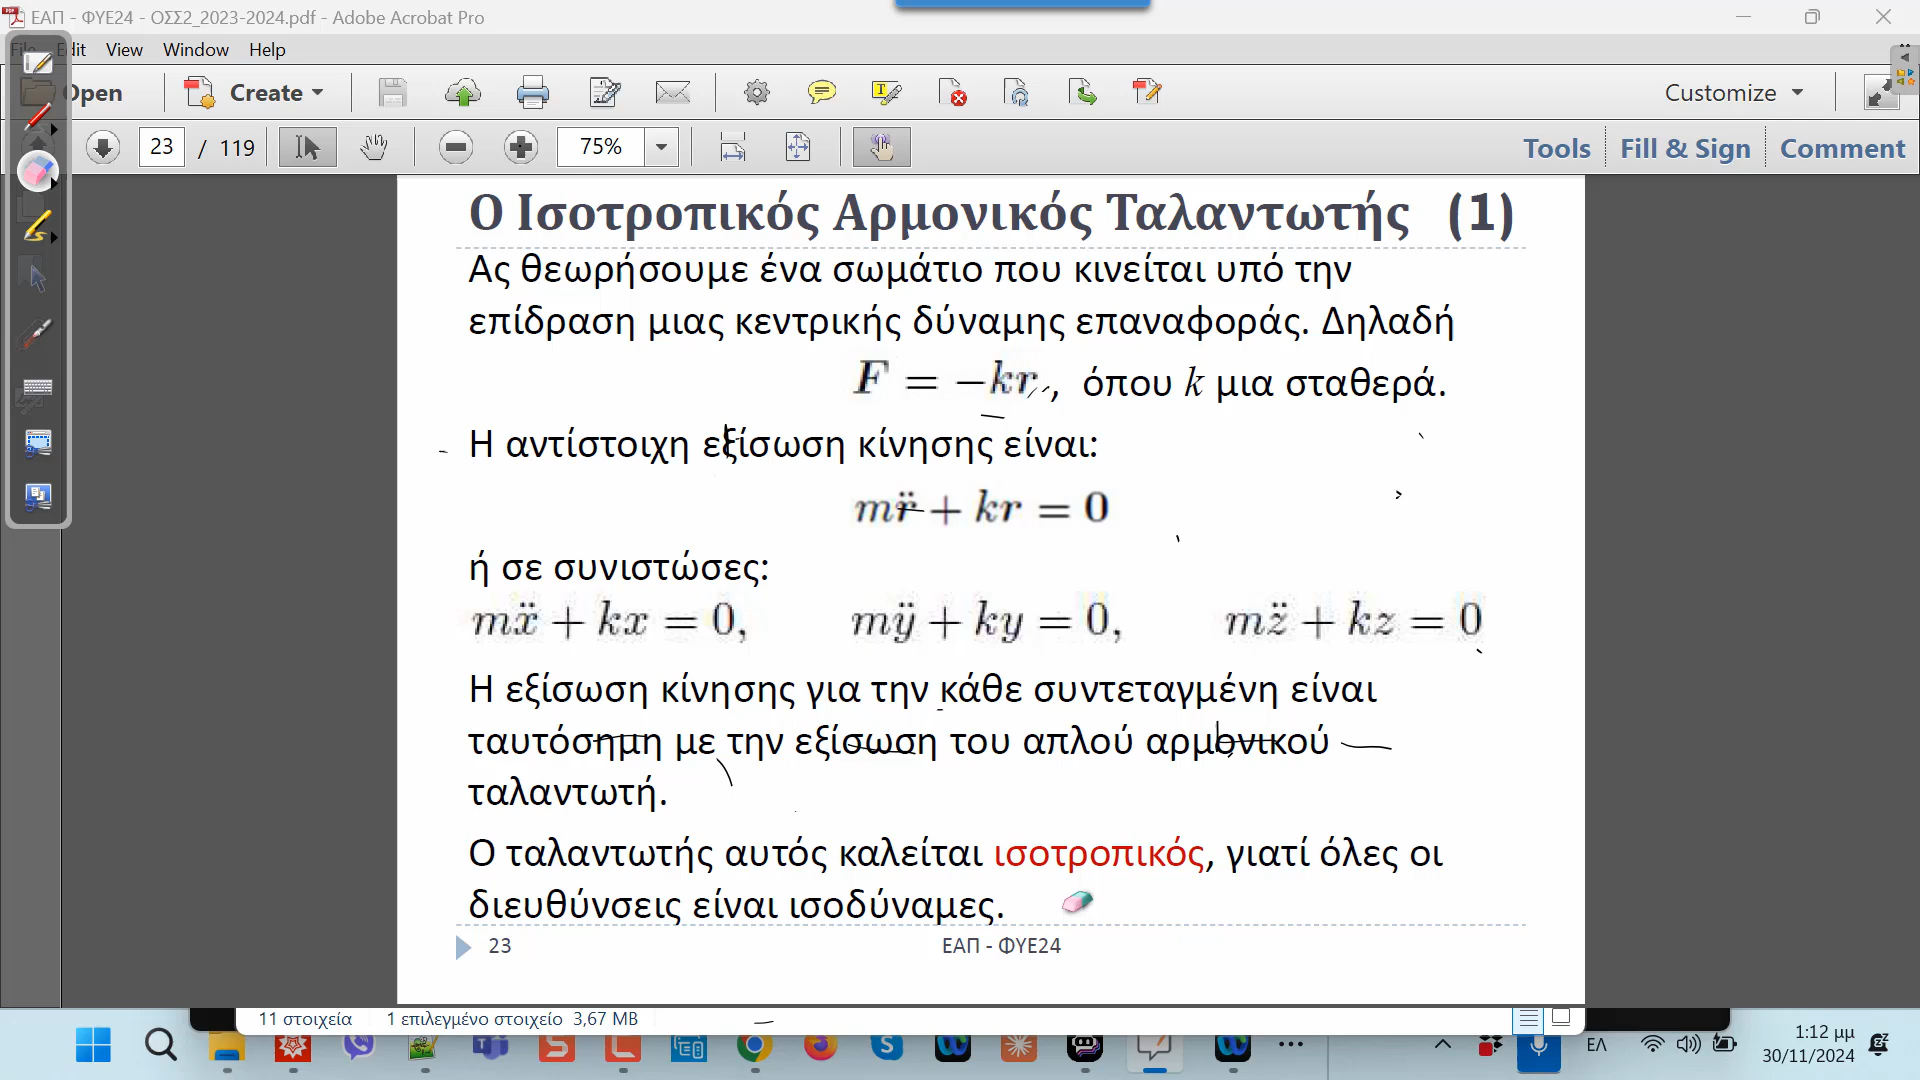 ΕΑΠ - ΦΥΕ24 - ΟΣΣ2_2023-2024.pdf - Adobe Acrobat Pro
File Edit View Window Help
Open Create Customize
23 / 119 75% Tools Fill & Sign Comment
Ο Ισοτροπικός Αρμονικός Ταλαντωτής (1)
Ας θεωρήσουμε ένα σωμάτιο που κινείται υπό την
επίδραση μιας κεντρικής δύναμης επαναφοράς. Δηλαδή
F = −kr, όπου k μια σταθερά.
Η αντίστοιχη εξίσωση κίνησης είναι:
mr̈ + kr = 0
ή σε συνιστώσες:
mẍ + kx = 0, mÿ + ky = 0, mz̈ + kz = 0
Η εξίσωση κίνησης για την κάθε συντεταγμένη είναι
ταυτόσημη με την εξίσωση του απλού αρμονικού
ταλαντωτή.
Ο ταλαντωτής αυτός καλείται ισοτροπικός, γιατί όλες οι
διευθύνσεις είναι ισοδύναμες.
23 ΕΑΠ - ΦΥΕ24
11 στοιχεία 1 επιλεγμένο στοιχείο 3,67 MB
ΕΛ 1:12 μμ
30/11/2024